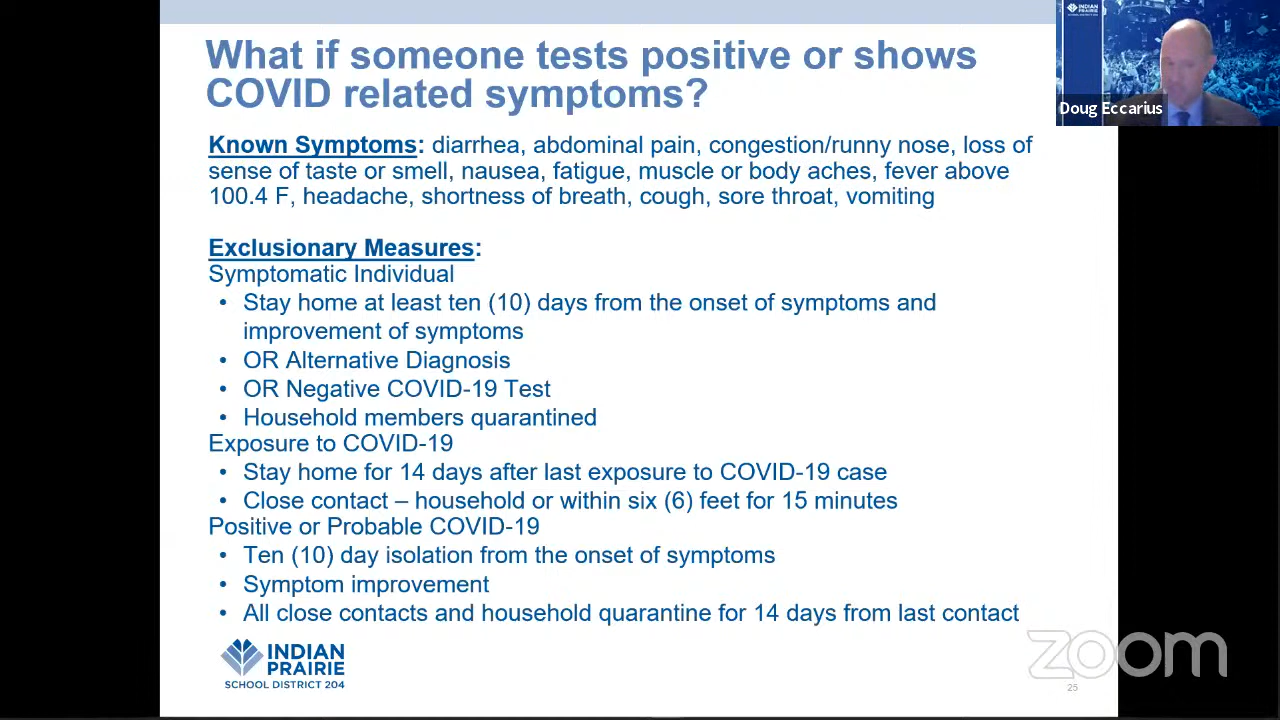 What if someone tests positive or shows
COVID related symptoms?
Known Symptoms: diarrhea, abdominal pain, congestion/runny nose, loss of
sense of taste or smell, nausea, fatigue, muscle or body aches, fever above
100.4 F, headache, shortness of breath, cough, sore throat, vomiting
Exclusionary Measures:
Symptomatic Individual
• Stay home at least ten (10) days from the onset of symptoms and
improvement of symptoms
• OR Alternative Diagnosis
• OR Negative COVID-19 Test
• Household members quarantined
Exposure to COVID-19
• Stay home for 14 days after last exposure to COVID-19 case
• Close contact – household or within six (6) feet for 15 minutes
Positive or Probable COVID-19
• Ten (10) day isolation from the onset of symptoms
• Symptom improvement
• All close contacts and household quarantine for 14 days from last contact
INDIAN
PRAIRIE
SCHOOL DISTRICT 204
25
zoom
INDIAN
PRAIRIE
SCHOOL DISTRICT 204
Doug Eccarius